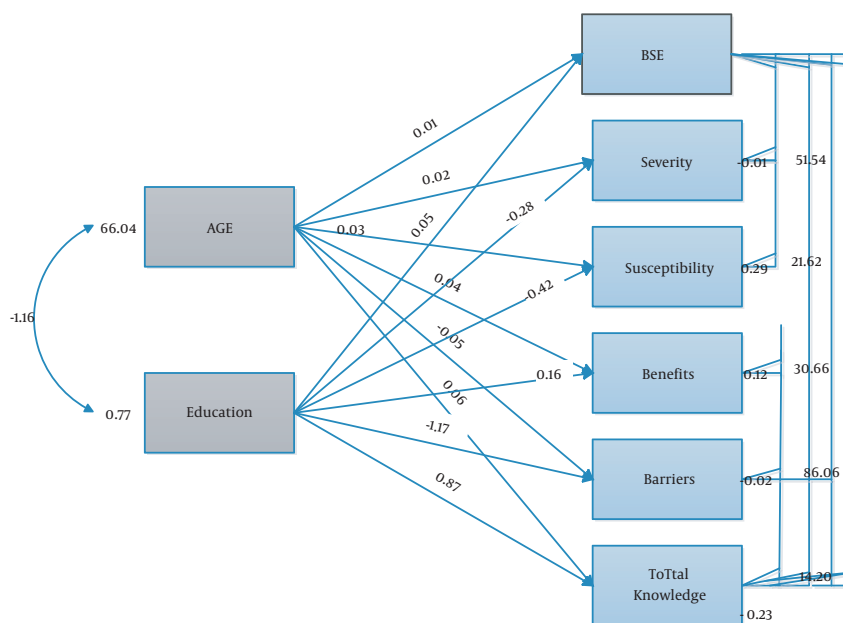 BSE
0.01
Severity
-0.01
51.54
0.02
-0.28
AGE
66.04
0.03
0.05
Susceptibility
0.29
21.62
0.04
-0.42
-1.16
-0.05
Benefits
0.12
30.66
0.16
0.06
Education
0.77
-1.17
Barriers
-0.02
86.06
0.87
ToTtal
Knowledge
14.20
- 0.23